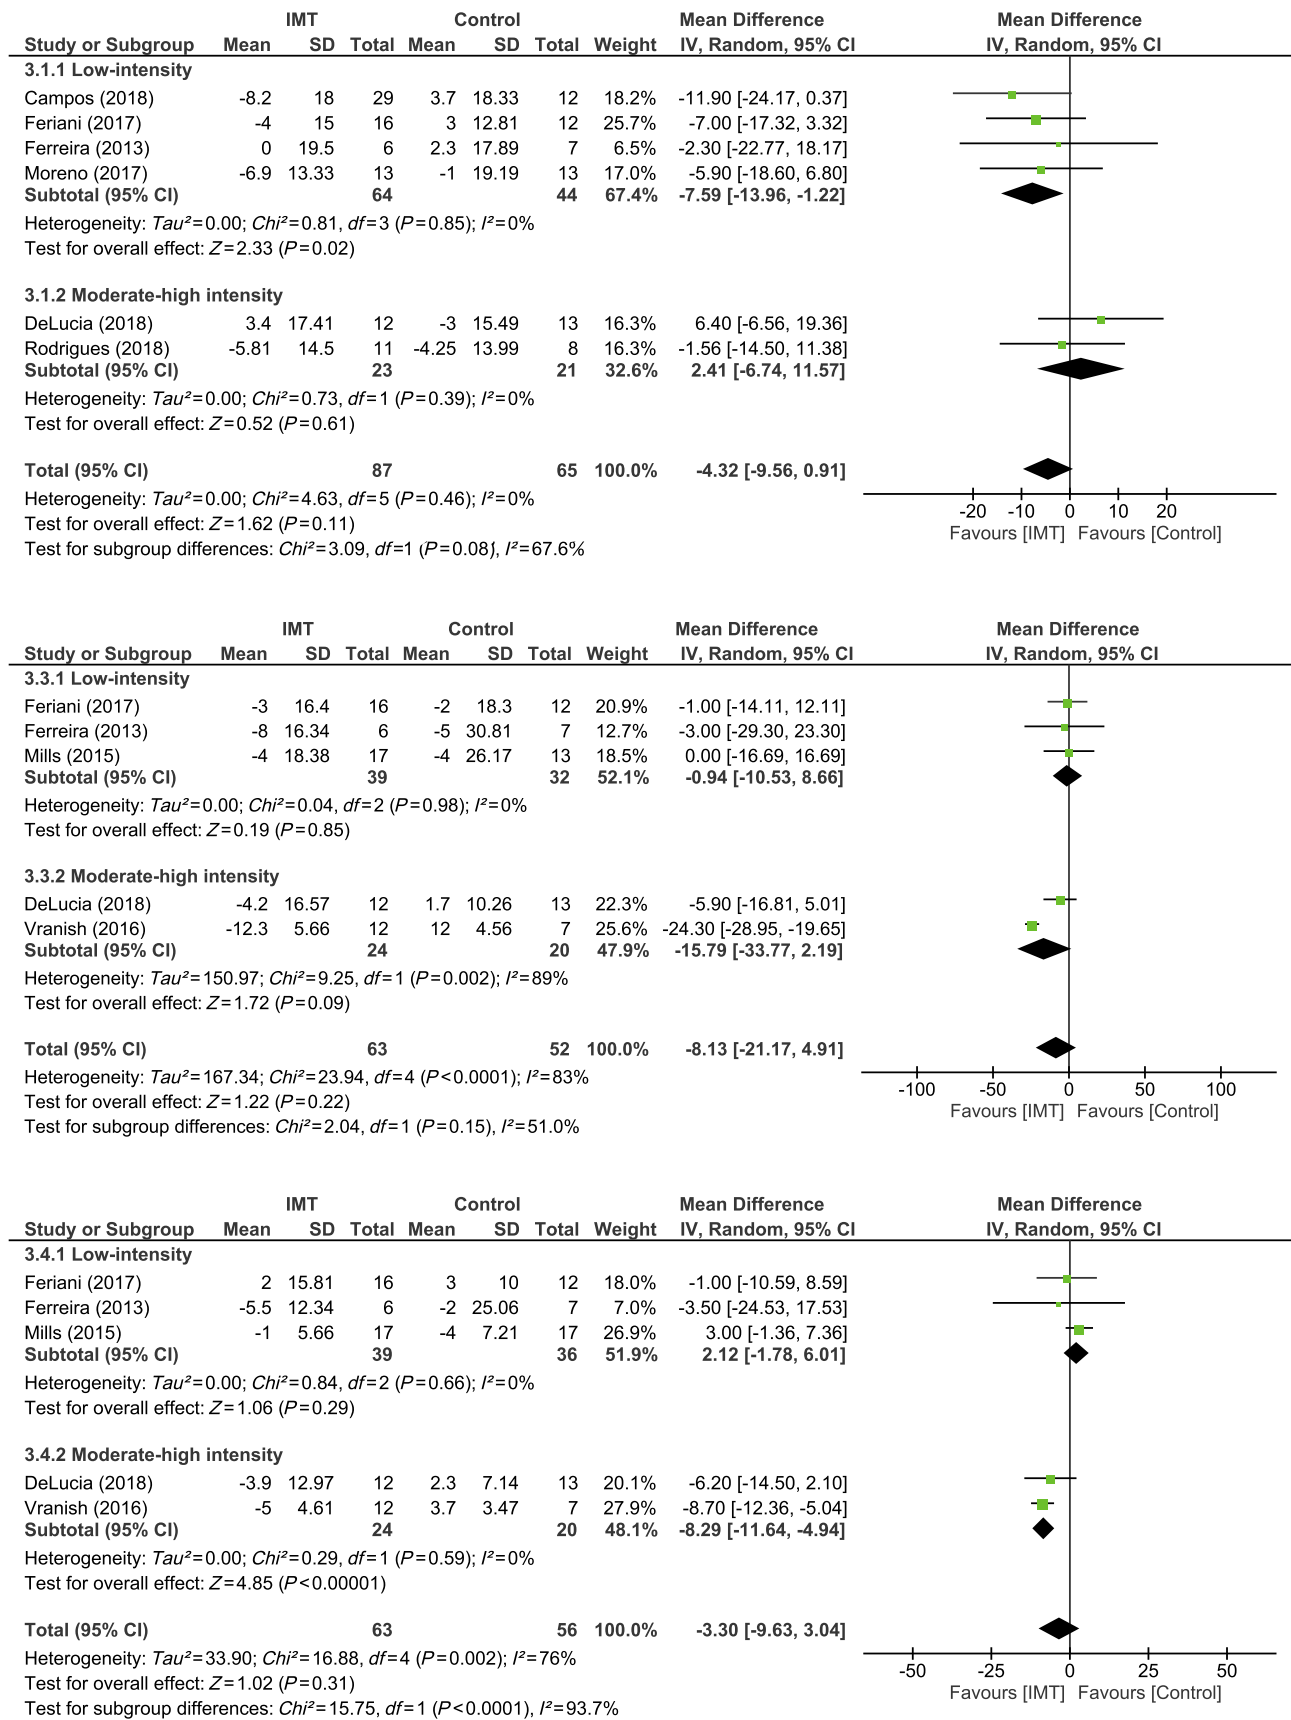 IMT Control Mean Difference Mean Difference
Study or Subgroup Mean SD Total Mean SD Total Weight IV, Random, 95% CI IV, Random, 95% CI
3.1.1 Low-intensity
Campos (2018) -8.2 18 29 3.7 18.33 12 18.2% -11.90 [-24.17, 0.37]
Feriani (2017) -4 15 16 3 12.81 12 25.7% -7.00 [-17.32, 3.32]
Ferreira (2013) 0 19.5 6 2.3 17.89 7 6.5% -2.30 [-22.77, 18.17]
Moreno (2017) -6.9 13.33 13 -1 19.19 13 17.0% -5.90 [-18.60, 6.80]
Subtotal (95% CI) 64 44 67.4% -7.59 [-13.96, -1.22]
Heterogeneity: Tau²=0.00; Chi²=0.81, df=3 (P=0.85); I²=0%
Test for overall effect: Z=2.33 (P=0.02)
3.1.2 Moderate-high intensity
DeLucia (2018) 3.4 17.41 12 -3 15.49 13 16.3% 6.40 [-6.56, 19.36]
Rodrigues (2018) -5.81 14.5 11 -4.25 13.99 8 16.3% -1.56 [-14.50, 11.38]
Subtotal (95% CI) 23 21 32.6% 2.41 [-6.74, 11.57]
Heterogeneity: Tau²=0.00; Chi²=0.73, df=1 (P=0.39); I²=0%
Test for overall effect: Z=0.52 (P=0.61)
Total (95% CI) 87 65 100.0% -4.32 [-9.56, 0.91]
Heterogeneity: Tau²=0.00; Chi²=4.63, df=5 (P=0.46); I²=0%
Test for overall effect: Z=1.62 (P=0.11)
Test for subgroup differences: Chi²=3.09, df=1 (P=0.08), I²=67.6%
-20 -10 0 10 20
Favours [IMT] Favours [Control]
IMT Control Mean Difference Mean Difference
Study or Subgroup Mean SD Total Mean SD Total Weight IV, Random, 95% CI IV, Random, 95% CI
3.3.1 Low-intensity
Feriani (2017) -3 16.4 16 -2 18.3 12 20.9% -1.00 [-14.11, 12.11]
Ferreira (2013) -8 16.34 6 -5 30.81 7 12.7% -3.00 [-29.30, 23.30]
Mills (2015) -4 18.38 17 -4 26.17 13 18.5% 0.00 [-16.69, 16.69]
Subtotal (95% CI) 39 32 52.1% -0.94 [-10.53, 8.66]
Heterogeneity: Tau²=0.00; Chi²=0.04, df=2 (P=0.98); I²=0%
Test for overall effect: Z=0.19 (P=0.85)
3.3.2 Moderate-high intensity
DeLucia (2018) -4.2 16.57 12 1.7 10.26 13 22.3% -5.90 [-16.81, 5.01]
Vranish (2016) -12.3 5.66 12 12 4.56 7 25.6% -24.30 [-28.95, -19.65]
Subtotal (95% CI) 24 20 47.9% -15.79 [-33.77, 2.19]
Heterogeneity: Tau²=150.97; Chi²=9.25, df=1 (P=0.002); I²=89%
Test for overall effect: Z=1.72 (P=0.09)
Total (95% CI) 63 52 100.0% -8.13 [-21.17, 4.91]
Heterogeneity: Tau²=167.34; Chi²=23.94, df=4 (P<0.0001); I²=83%
Test for overall effect: Z=1.22 (P=0.22)
Test for subgroup differences: Chi²=2.04, df=1 (P=0.15), I²=51.0%
-100 -50 0 50 100
Favours [IMT] Favours [Control]
IMT Control Mean Difference Mean Difference
Study or Subgroup Mean SD Total Mean SD Total Weight IV, Random, 95% CI IV, Random, 95% CI
3.4.1 Low-intensity
Feriani (2017) 2 15.81 16 3 10 12 18.0% -1.00 [-10.59, 8.59]
Ferreira (2013) -5.5 12.34 6 -2 25.06 7 7.0% -3.50 [-24.53, 17.53]
Mills (2015) -1 5.66 17 -4 7.21 17 26.9% 3.00 [-1.36, 7.36]
Subtotal (95% CI) 39 36 51.9% 2.12 [-1.78, 6.01]
Heterogeneity: Tau²=0.00; Chi²=0.84, df=2 (P=0.66); I²=0%
Test for overall effect: Z=1.06 (P=0.29)
3.4.2 Moderate-high intensity
DeLucia (2018) -3.9 12.97 12 2.3 7.14 13 20.1% -6.20 [-14.50, 2.10]
Vranish (2016) -5 4.61 12 3.7 3.47 7 27.9% -8.70 [-12.36, -5.04]
Subtotal (95% CI) 24 20 48.1% -8.29 [-11.64, -4.94]
Heterogeneity: Tau²=0.00; Chi²=0.29, df=1 (P=0.59); I²=0%
Test for overall effect: Z=4.85 (P<0.00001)
Total (95% CI) 63 56 100.0% -3.30 [-9.63, 3.04]
Heterogeneity: Tau²=33.90; Chi²=16.88, df=4 (P=0.002); I²=76%
Test for overall effect: Z=1.02 (P=0.31)
Test for subgroup differences: Chi²=15.75, df=1 (P<0.0001), I²=93.7%
-50 -25 0 25 50
Favours [IMT] Favours [Control]